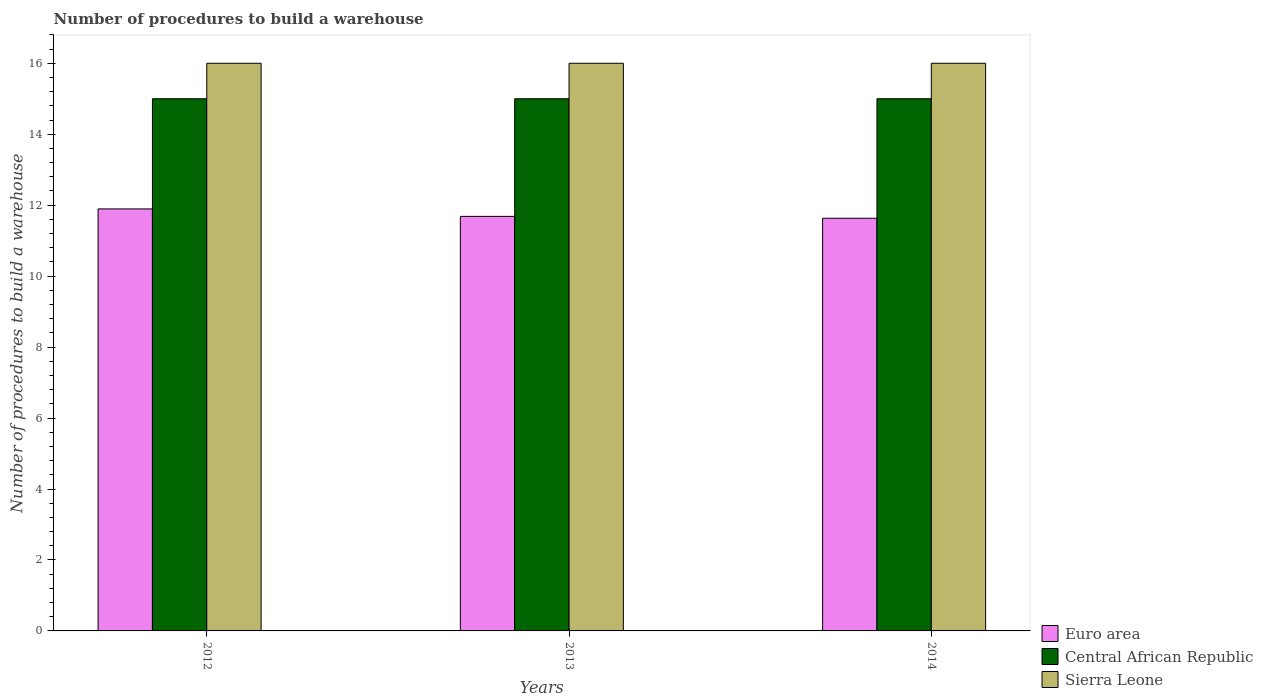 Number of procedures to build a warehouse
Number of procedures to build a warehouse
16
14
12
10
8
6
4
2
0
2012
2013
2014
Years
Euro area
Central African Republic
Sierra Leone